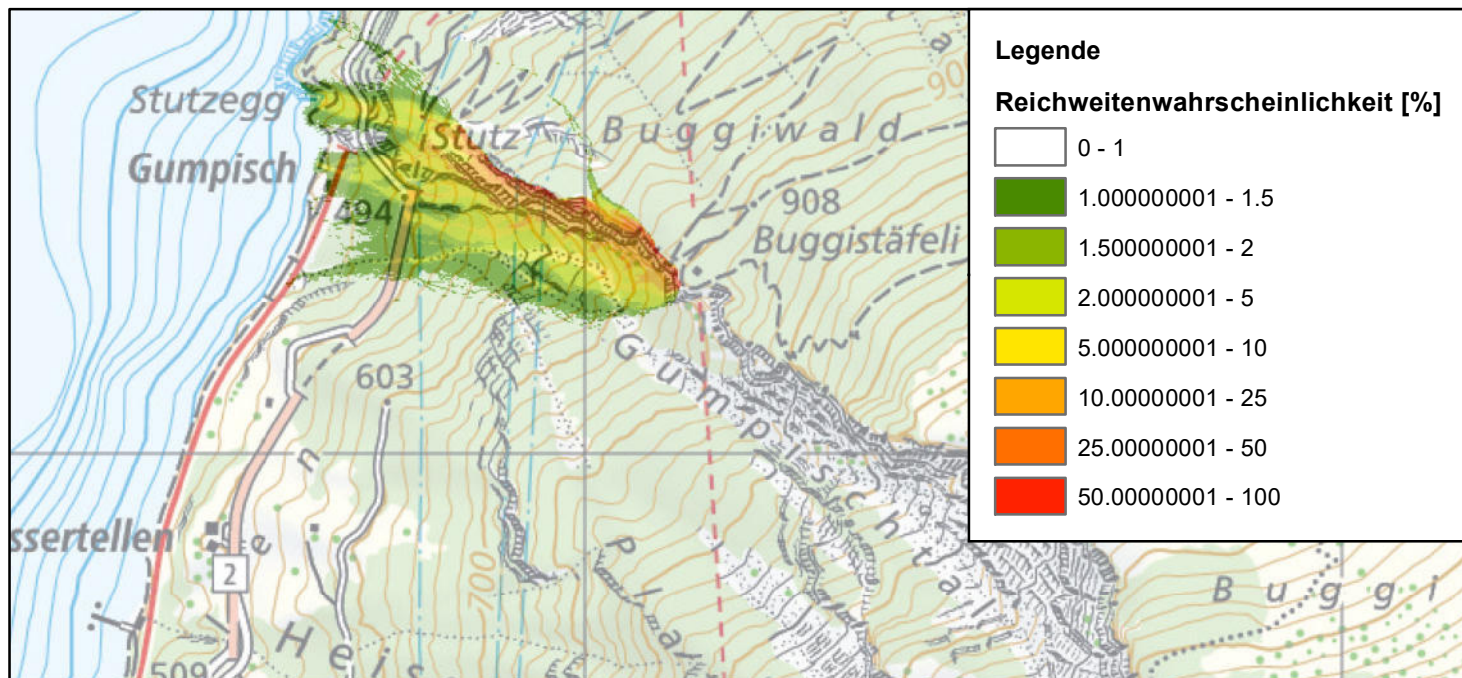 Legende
Reichweitenwahrscheinlichkeit [%]
0 - 1
1.000000001 - 1.5
1.500000001 - 2
2.000000001 - 5
5.000000001 - 10
10.00000001 - 25
25.00000001 - 50
50.00000001 - 100
Stutzegg
Stutz
Buggiwald
Gumpisch
494
908
Buggistäfeli
Gumpischtal
603
ssertellen
2
700
Buggi
509